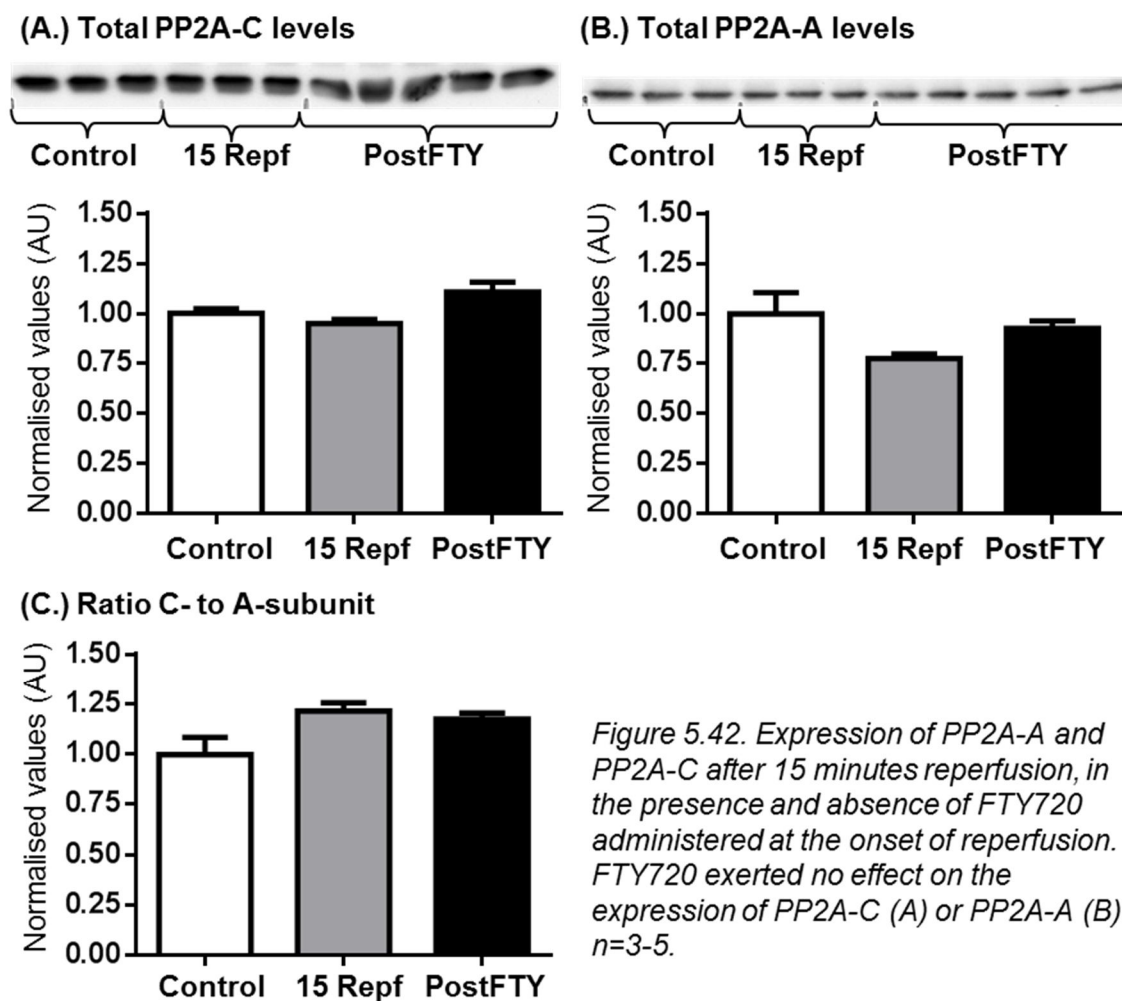 (A.) Total PP2A-C levels
Control 15 Repf PostFTY
Normalised values (AU)
1.50
1.25
1.00
0.75
0.50
0.25
0.00
Control 15 Repf PostFTY
(B.) Total PP2A-A levels
Control 15 Repf PostFTY
Normalised values (AU)
1.50
1.25
1.00
0.75
0.50
0.25
0.00
Control 15 Repf PostFTY
(C.) Ratio C- to A-subunit
Normalised values (AU)
1.50
1.25
1.00
0.75
0.50
0.25
0.00
Control 15 Repf PostFTY
Figure 5.42. Expression of PP2A-A and
PP2A-C after 15 minutes reperfusion, in
the presence and absence of FTY720
administered at the onset of reperfusion.
FTY720 exerted no effect on the
expression of PP2A-C (A) or PP2A-A (B)
n=3-5.